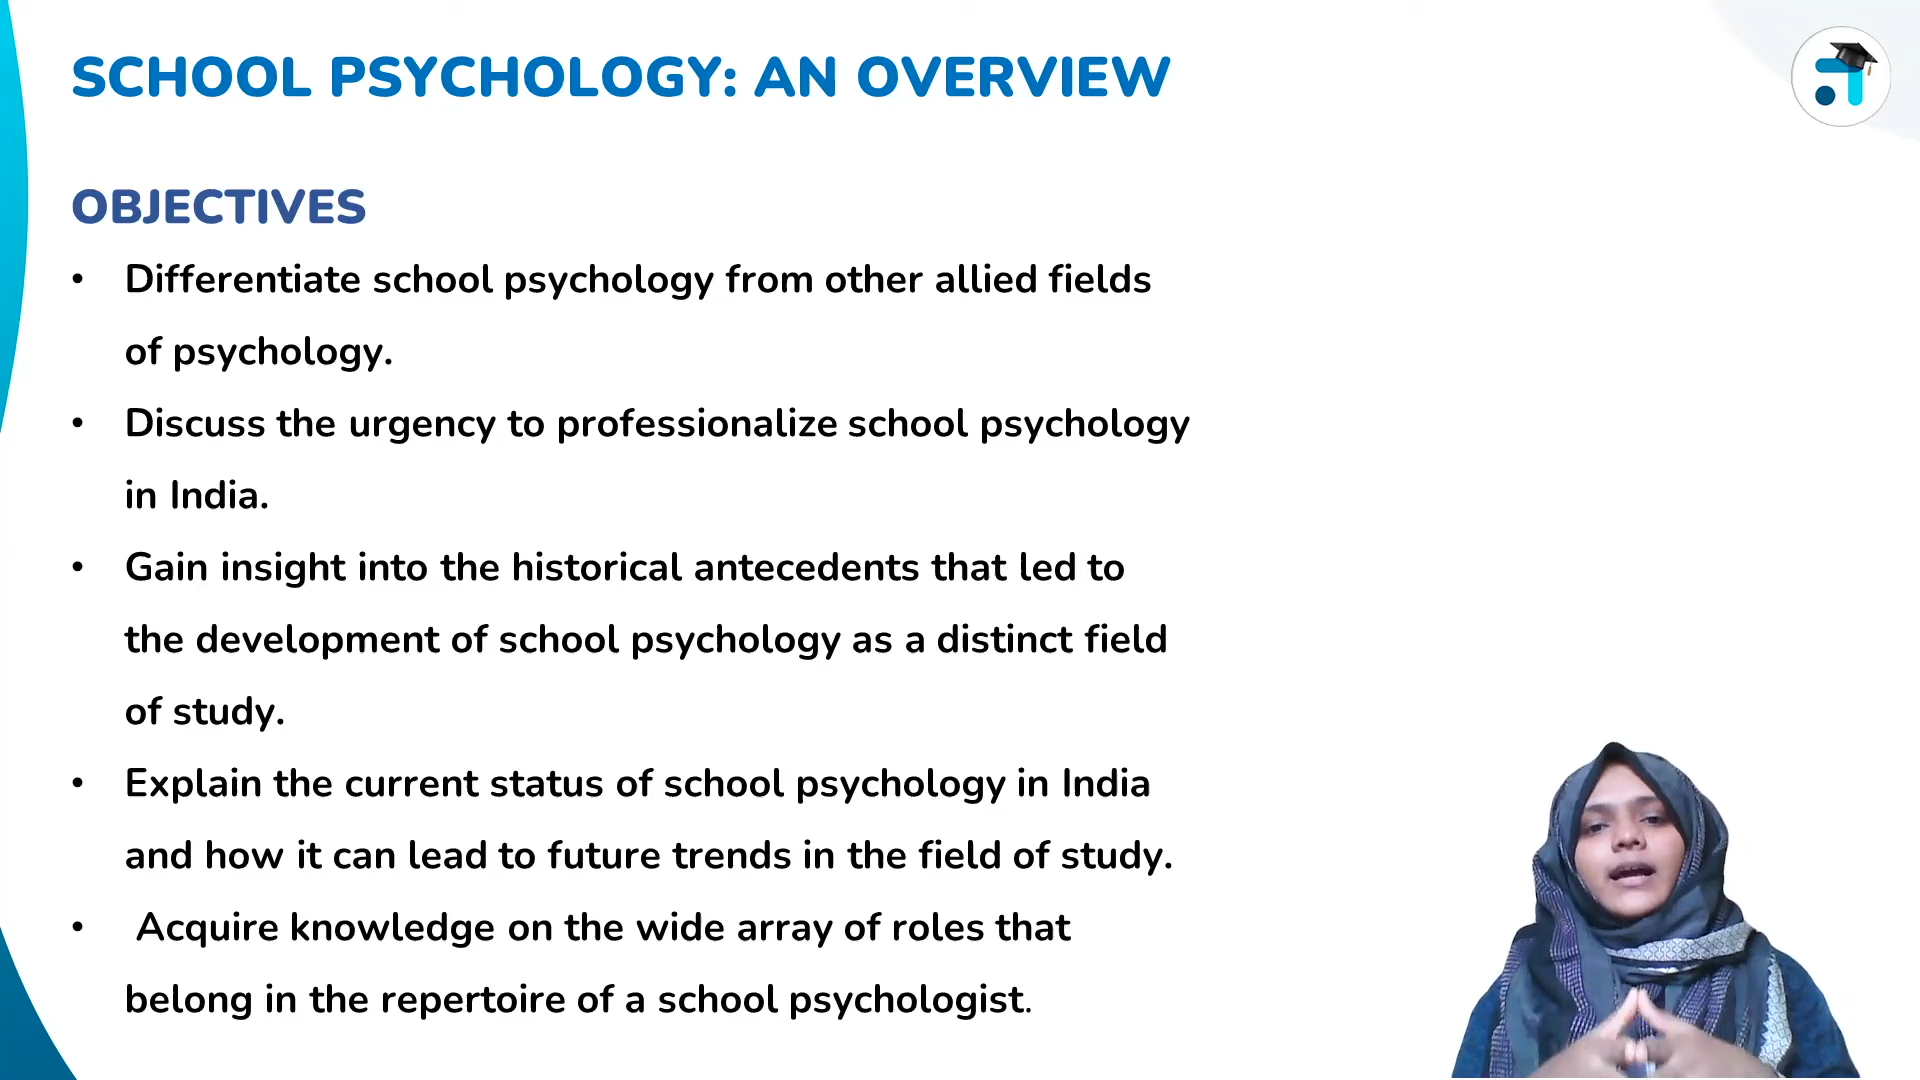 SCHOOL PSYCHOLOGY: AN OVERVIEW
OBJECTIVES
• Differentiate school psychology from other allied fields
of psychology.
• Discuss the urgency to professionalize school psychology
in India.
• Gain insight into the historical antecedents that led to
the development of school psychology as a distinct field
of study.
• Explain the current status of school psychology in India
and how it can lead to future trends in the field of study.
• Acquire knowledge on the wide array of roles that
belong in the repertoire of a school psychologist.